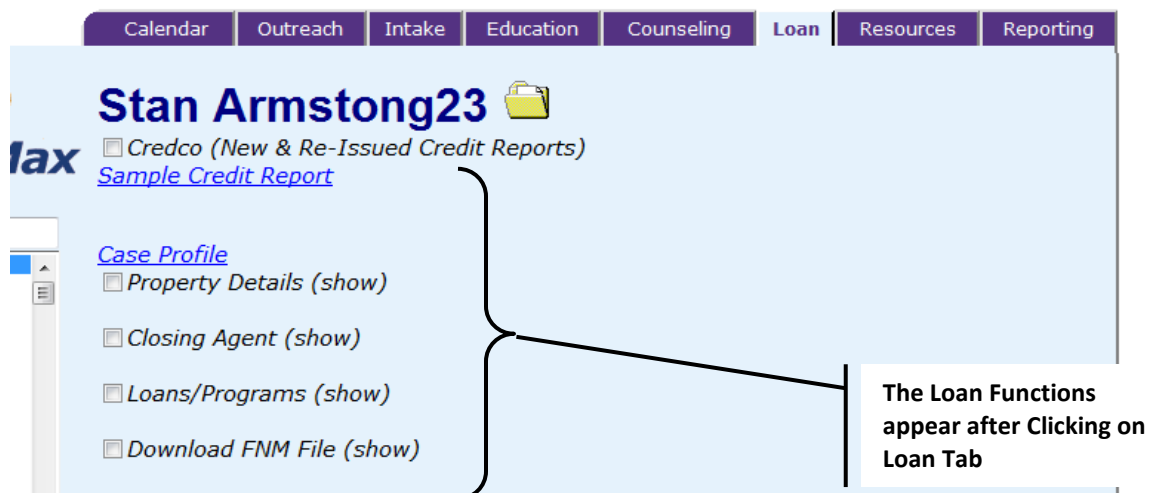 Calendar Outreach Intake Education Counseling Loan Resources Reporting
Stan Armstong23
Credco (New & Re-Issued Credit Reports)
Max
Sample Credit Report
Case Profile
Property Details (show)
Closing Agent (show)
Loans/Programs (show)
Download FNM File (show)
The Loan Functions
appear after Clicking on
Loan Tab